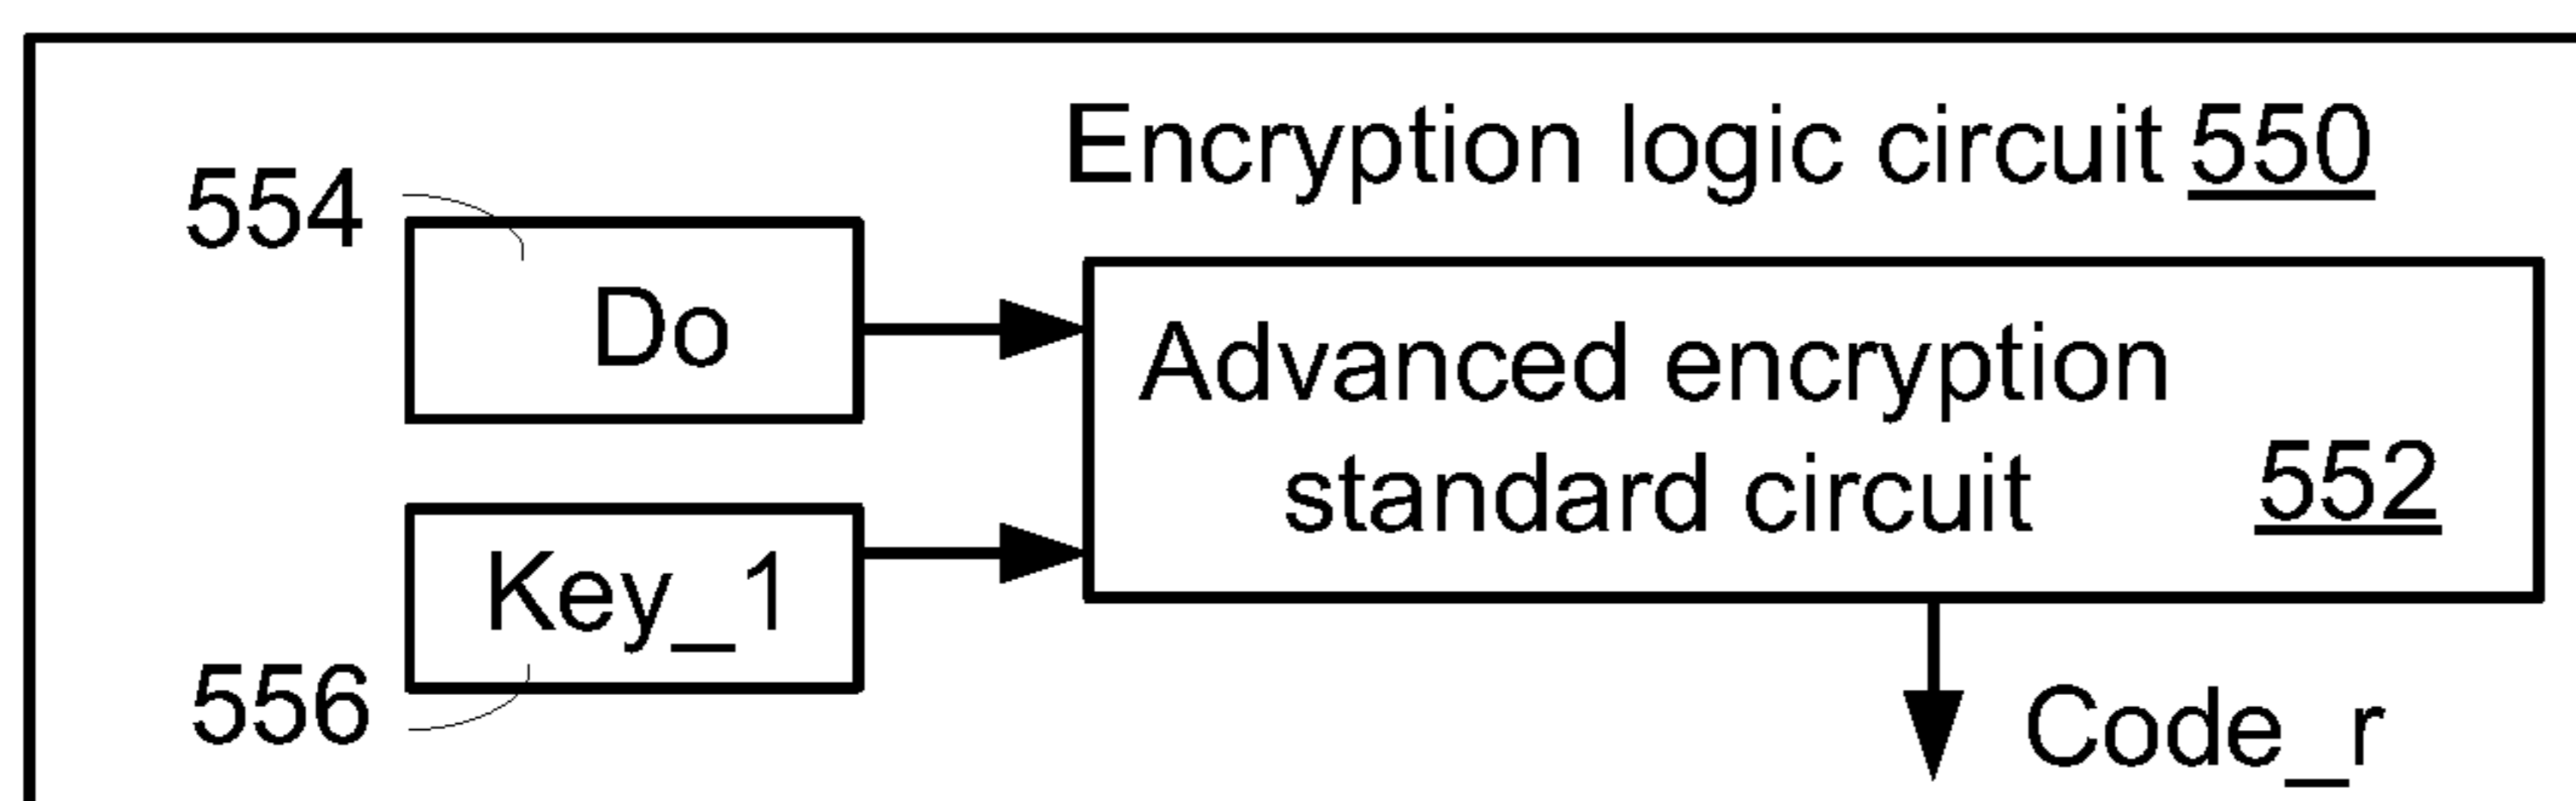 Encryption logic circuit 550
554
Do
Advanced encryption
standard circuit 552
Key_1
556
Code_r